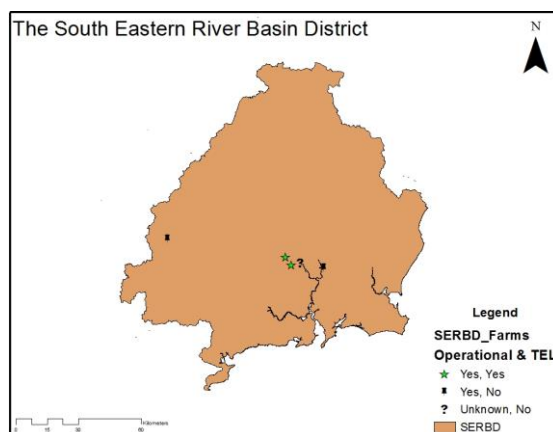 The South Eastern River Basin District
N
Legend
SERBD_Farms
Operational & TEL
Yes, Yes
Yes, No
? Unknown, No
SERBD
?
Kilometers